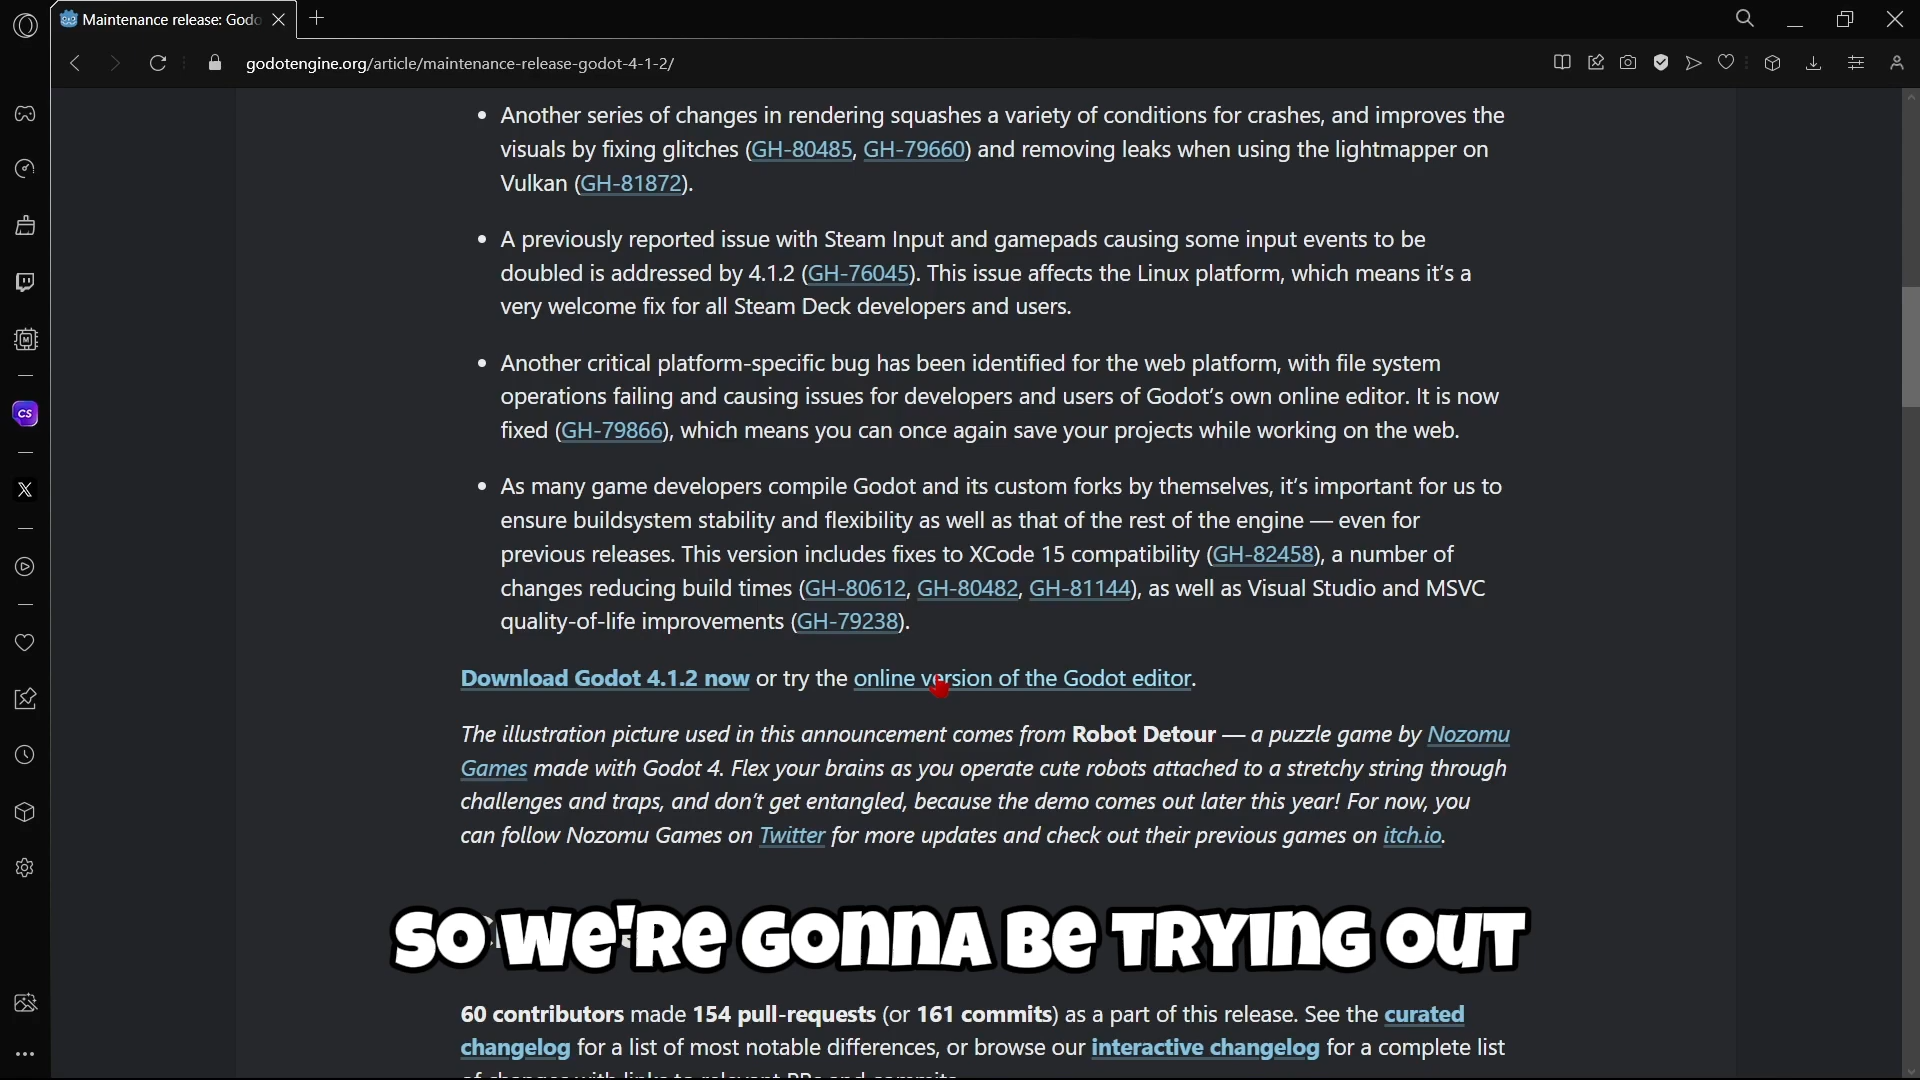 Maintenance release: Godo
godotengine.org/article/maintenance-release-godot-4-1-2/
• Another series of changes in rendering squashes a variety of conditions for crashes, and improves the
visuals by fixing glitches (GH-80485, GH-79660) and removing leaks when using the lightmapper on
Vulkan (GH-81872).
• A previously reported issue with Steam Input and gamepads causing some input events to be
doubled is addressed by 4.1.2 (GH-76045). This issue affects the Linux platform, which means it's a
very welcome fix for all Steam Deck developers and users.
• Another critical platform-specific bug has been identified for the web platform, with file system
operations failing and causing issues for developers and users of Godot's own online editor. It is now
fixed (GH-79866), which means you can once again save your projects while working on the web.
• As many game developers compile Godot and its custom forks by themselves, it's important for us to
ensure buildsystem stability and flexibility as well as that of the rest of the engine — even for
previous releases. This version includes fixes to XCode 15 compatibility (GH-82458), a number of
changes reducing build times (GH-80612, GH-80482, GH-81144), as well as Visual Studio and MSVC
quality-of-life improvements (GH-79238).
Download Godot 4.1.2 now or try the online version of the Godot editor.
The illustration picture used in this announcement comes from Robot Detour — a puzzle game by Nozomu
Games made with Godot 4. Flex your brains as you operate cute robots attached to a stretchy string through
challenges and traps, and don't get entangled, because the demo comes out later this year! For now, you
can follow Nozomu Games on Twitter for more updates and check out their previous games on itch.io.
SO WE'RE GONNA BE TRYING OUT
60 contributors made 154 pull-requests (or 161 commits) as a part of this release. See the curated
changelog for a list of most notable differences, or browse our interactive changelog for a complete list
CS